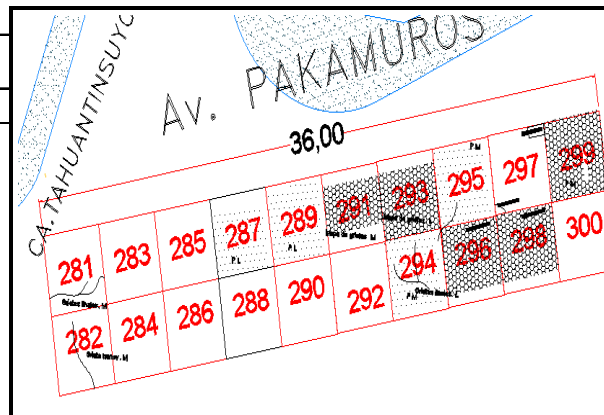 CA. TAHUANTINSUYO
Av. PAKAMUROS
36,00
281 283 285 287 289 291 293 295 297 299
P.L P.L P.M P.M
282 284 286 288 290 292 294 296 298 300
P.M